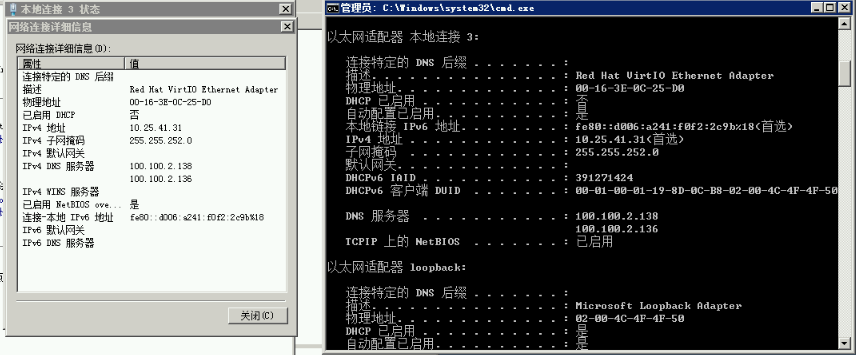 本地连接 3 状态
网络连接详细信息
网络连接详细信息(D):
属性 值
连接特定的 DNS 后缀
描述 Red Hat VirtIO Ethernet Adapter
物理地址 00-16-3E-0C-25-D0
已启用 DHCP 否
IPv4 地址 10.25.41.31
IPv4 子网掩码 255.255.252.0
IPv4 默认网关
IPv4 DNS 服务器 100.100.2.138
100.100.2.136
IPv4 WINS 服务器
已启用 NetBIOS ove... 是
连接-本地 IPv6 地址 fe80::d006:a241:f0f2:2c9b%18
IPv6 默认网关
IPv6 DNS 服务器
关闭(C)
管理员: C:\Windows\system32\cmd.exe
以太网适配器 本地连接 3:
连接特定的 DNS 后缀 . . . . . . . :
描述. . . . . . . . . . . . . . . : Red Hat VirtIO Ethernet Adapter
物理地址. . . . . . . . . . . . . : 00-16-3E-0C-25-D0
DHCP 已启用 . . . . . . . . . . . : 否
自动配置已启用. . . . . . . . . . : 是
本地链接 IPv6 地址. . . . . . . . : fe80::d006:a241:f0f2:2c9b%18(首选)
IPv4 地址 . . . . . . . . . . . . : 10.25.41.31(首选)
子网掩码 . . . . . . . . . . . . : 255.255.252.0
默认网关. . . . . . . . . . . . . :
DHCPv6 IAID . . . . . . . . . . . : 391271424
DHCPv6 客户端 DUID . . . . . . . : 00-01-00-01-19-8D-0C-B8-02-00-4C-4F-4F-50
DNS 服务器 . . . . . . . . . . . : 100.100.2.138
100.100.2.136
TCPIP 上的 NetBIOS . . . . . . . : 已启用
以太网适配器 loopback:
连接特定的 DNS 后缀 . . . . . . . :
描述. . . . . . . . . . . . . . . : Microsoft Loopback Adapter
物理地址. . . . . . . . . . . . . : 02-00-4C-4F-4F-50
DHCP 已启用 . . . . . . . . . . . : 是
自动配置已启用. . . . . . . . . . : 是